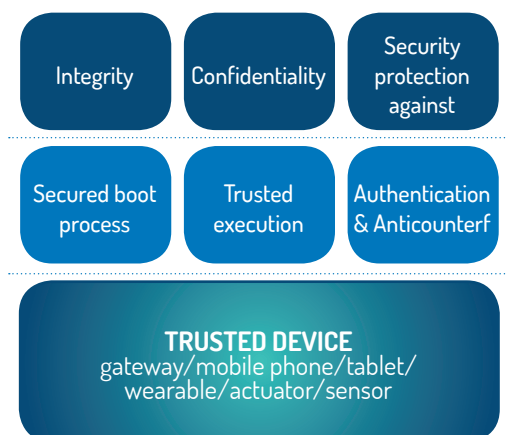 Integrity
Confidentiality
Security
protection
against
Secured boot
process
Trusted
execution
Authentication
& Anticounterf
TRUSTED DEVICE
gateway/mobile phone/tablet/
wearable/actuator/sensor